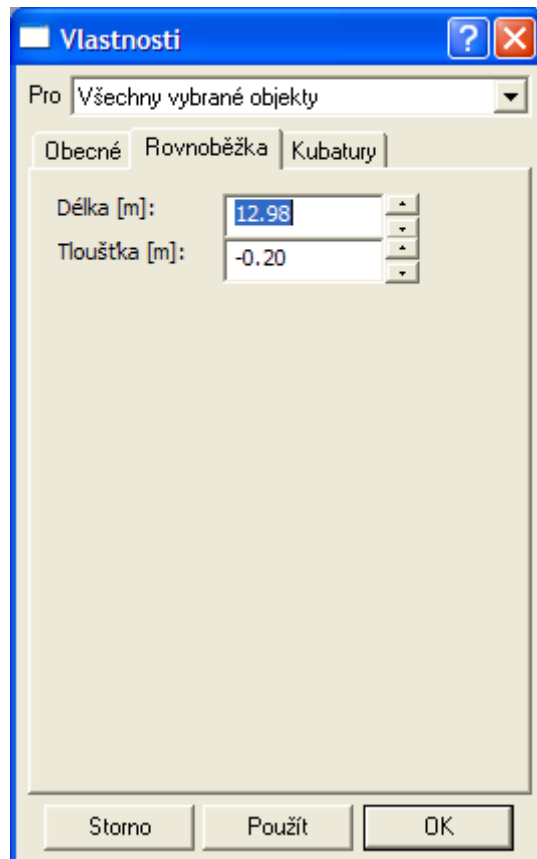 Vlastnosti
Pro Všechny vybrané objekty
Obecné Rovnoběžka Kubatury
Délka [m]: 12.98
Tloušťka [m]: -0.20
Storno Použít OK